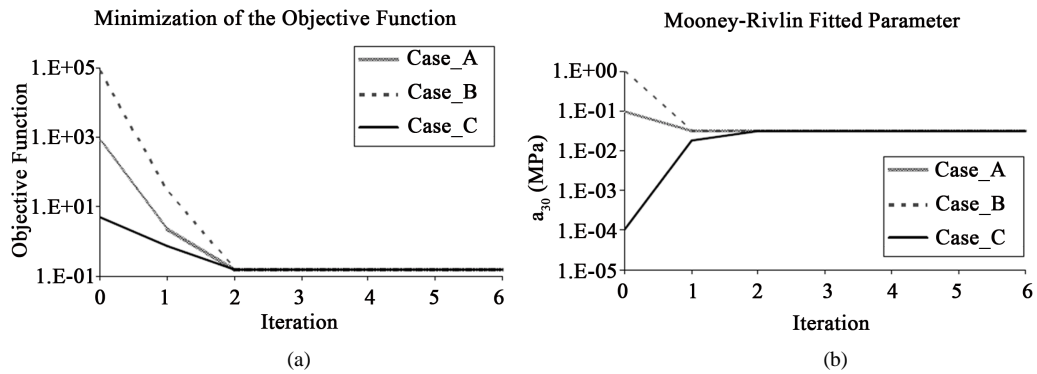 Minimization of the Objective Function
Case_A
Case_B
Case_C
Objective Function
1.E+05
1.E+03
1.E+01
1.E-01
0 1 2 3 4 5 6
Iteration
(a)
Mooney-Rivlin Fitted Parameter
a30 (MPa)
1.E+00
1.E-01
1.E-02
1.E-03
1.E-04
1.E-05
Case_A
Case_B
Case_C
0 1 2 3 4 5 6
Iteration
(b)